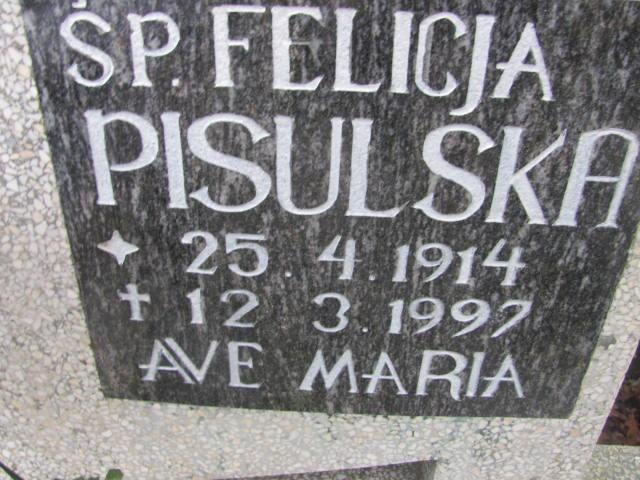 ŚP. FELICJA
PISULSKA
25. 4. 1914
✝ 12 3. 1997
AVE MARIA